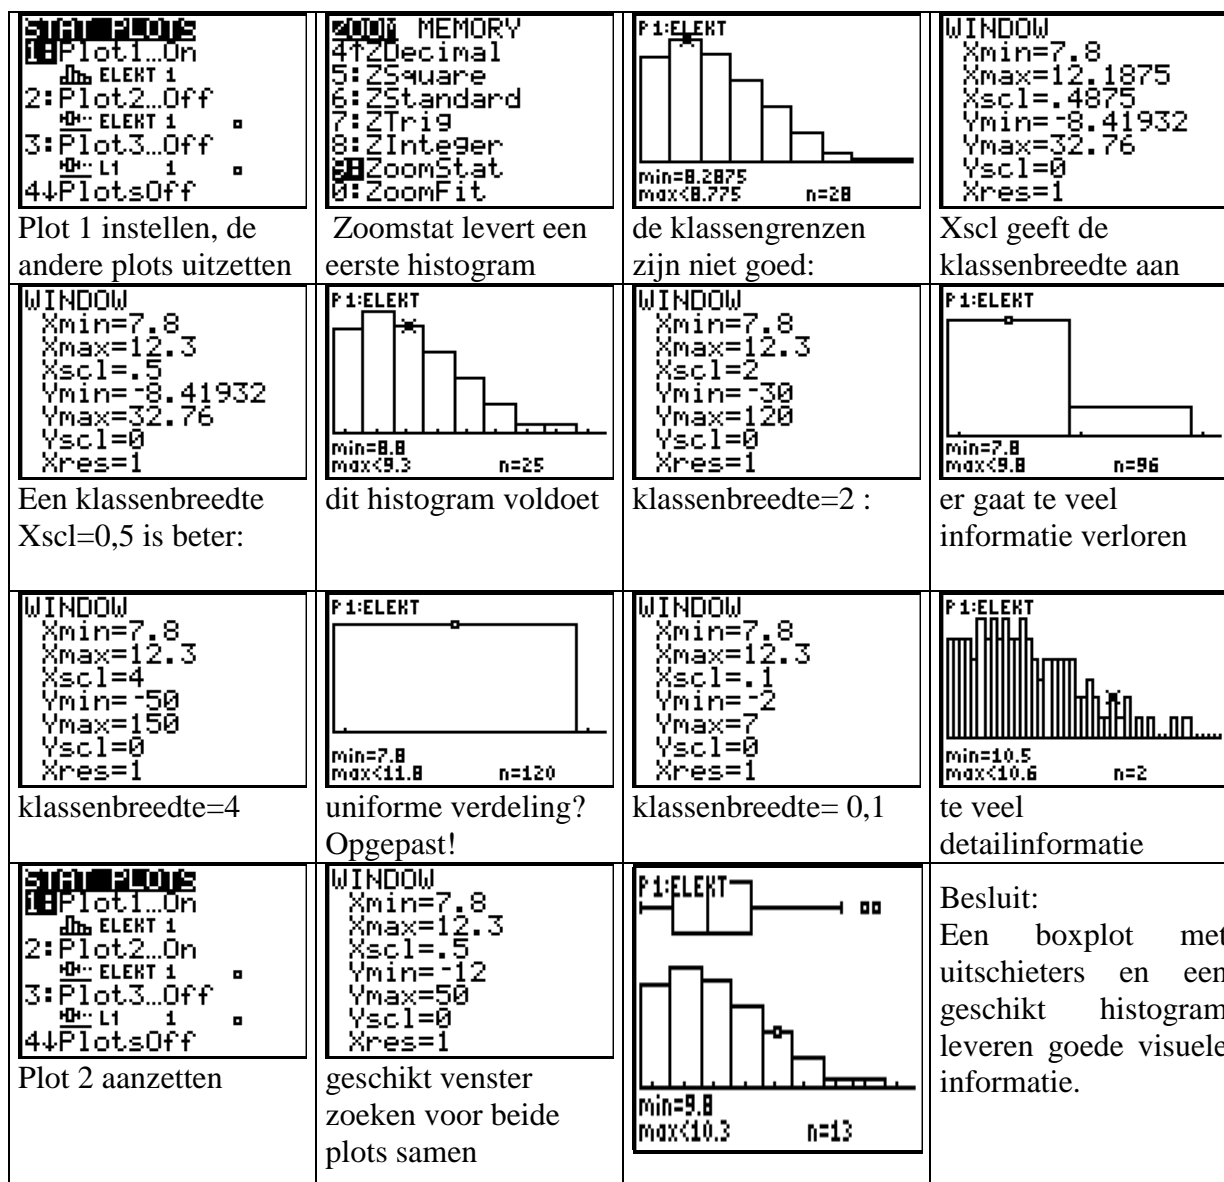 STAT PLOTS
1:Plot1…On
ELEKT 1
2:Plot2…Off
ELEKT 1
3:Plot3…Off
L1 1
4↓PlotsOff
Plot 1 instellen, de
andere plots uitzetten
ZOOM MEMORY
4↑ZDecimal
5:ZSquare
6:ZStandard
7:ZTrig
8:ZInteger
9:ZoomStat
0:ZoomFit
Zoomstat levert een
eerste histogram
P1:ELEKT
min=8.2875
max<8.775 n=28
de klassengrenzen
zijn niet goed:
WINDOW
Xmin=7.8
Xmax=12.1875
Xscl=.4875
Ymin=-8.41932
Ymax=32.76
Yscl=0
Xres=1
Xscl geeft de
klassenbreedte aan
WINDOW
Xmin=7.8
Xmax=12.3
Xscl=.5
Ymin=-8.41932
Ymax=32.76
Yscl=0
Xres=1
Een klassenbreedte
Xscl=0,5 is beter:
P1:ELEKT
min=8.8
max<9.3 n=25
dit histogram voldoet
WINDOW
Xmin=7.8
Xmax=12.3
Xscl=2
Ymin=-30
Ymax=120
Yscl=0
Xres=1
klassenbreedte=2 :
P1:ELEKT
min=7.8
max<9.8 n=96
er gaat te veel
informatie verloren
WINDOW
Xmin=7.8
Xmax=12.3
Xscl=4
Ymin=-50
Ymax=150
Yscl=0
Xres=1
klassenbreedte=4
P1:ELEKT
min=7.8
max<11.8 n=120
uniforme verdeling?
Opgepast!
WINDOW
Xmin=7.8
Xmax=12.3
Xscl=.1
Ymin=-2
Ymax=7
Yscl=0
Xres=1
klassenbreedte= 0,1
P1:ELEKT
min=10.5
max<10.6 n=2
te veel
detailinformatie
STAT PLOTS
1:Plot1…On
ELEKT 1
2:Plot2…On
ELEKT 1
3:Plot3…Off
L1 1
4↓PlotsOff
Plot 2 aanzetten
WINDOW
Xmin=7.8
Xmax=12.3
Xscl=.5
Ymin=-12
Ymax=50
Yscl=0
Xres=1
geschikt venster
zoeken voor beide
plots samen
P1:ELEKT
min=9.8
max<10.3 n=13
Besluit:
Een boxplot met
uitschieters en een
geschikt histogram
leveren goede visuele
informatie.